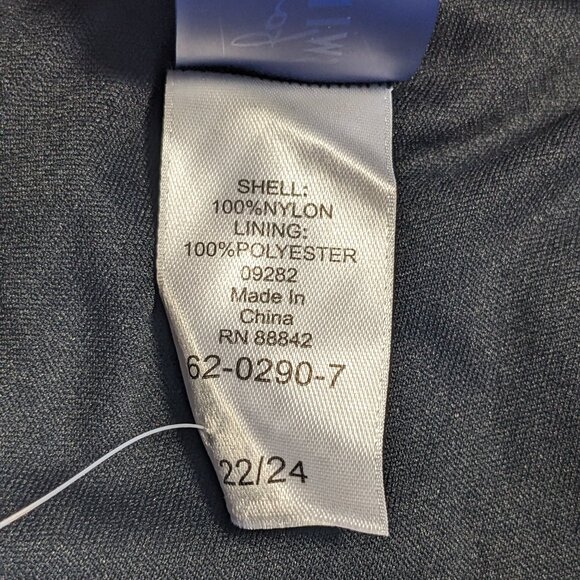 SHELL:
100%NYLON
LINING:
100%POLYESTER
09282
Made In
China
RN 88842
62-0290-7
22/24